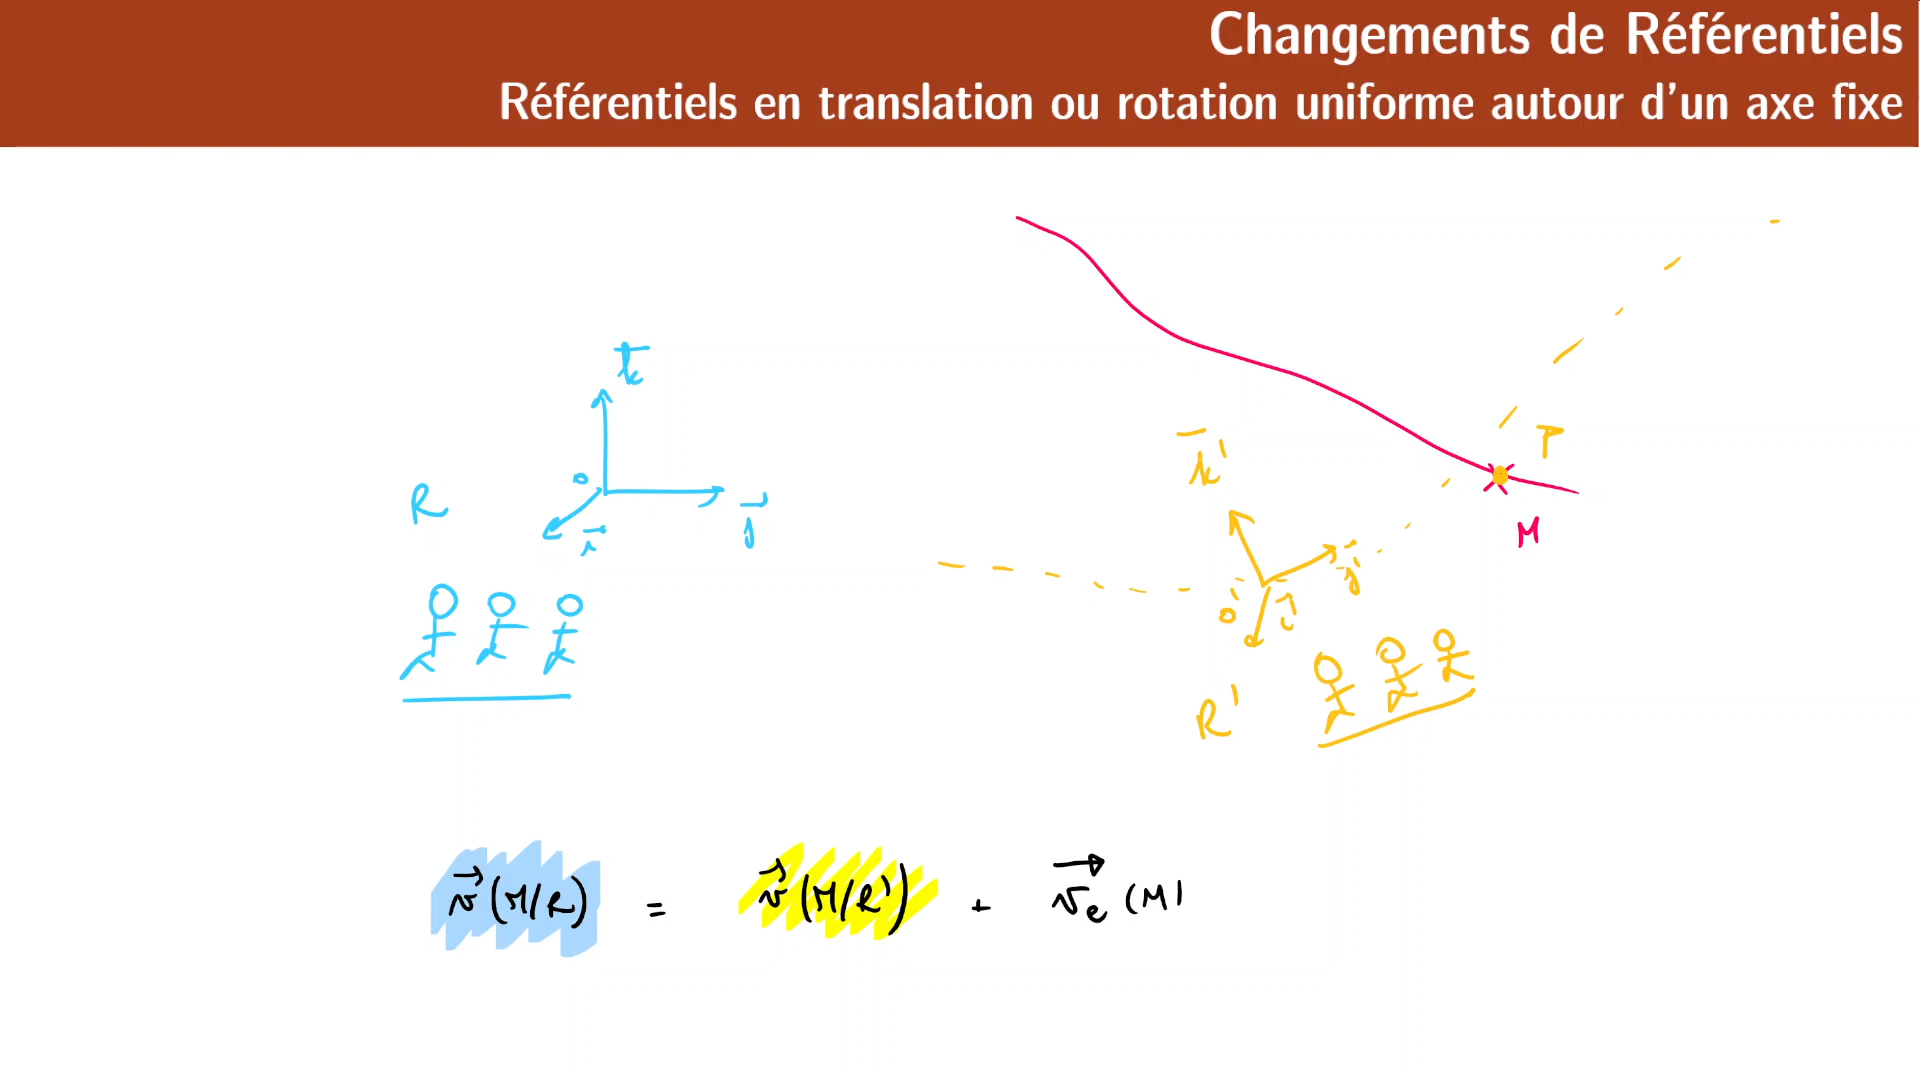 Changements de Référentiels
Référentiels en translation ou rotation uniforme autour d'un axe fixe
k
o
R
i
j
P
M
k'
j'
o'
i'
R'
v(M/R) = v(M/R') + vₑ(M)